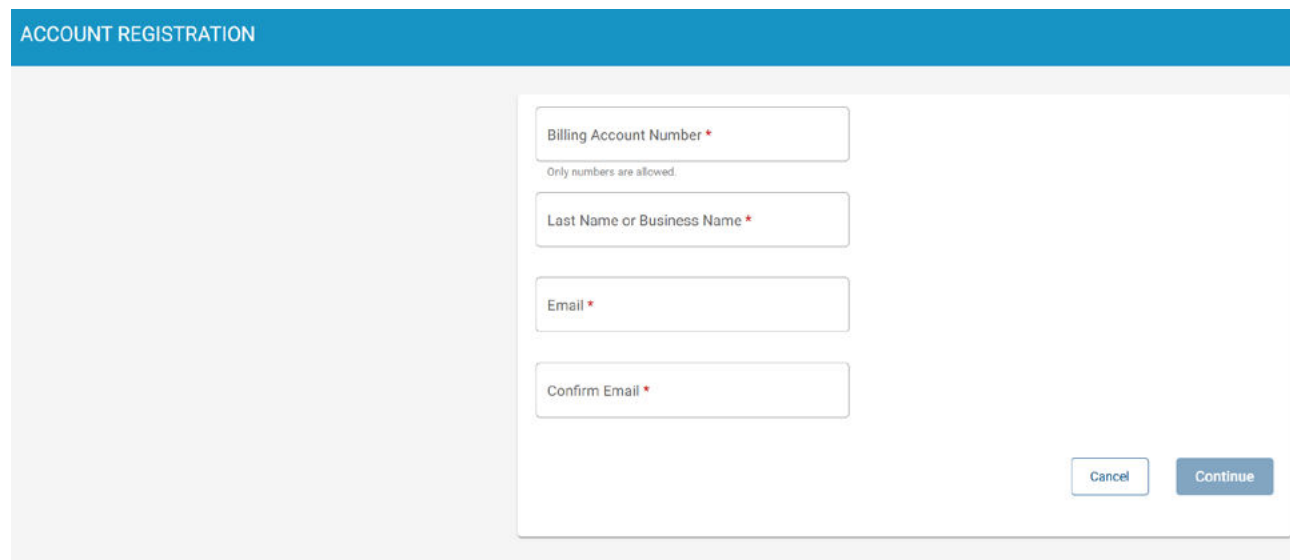 ACCOUNT REGISTRATION
Billing Account Number *
Only numbers are allowed.
Last Name or Business Name *
Email *
Confirm Email *
Cancel
Continue